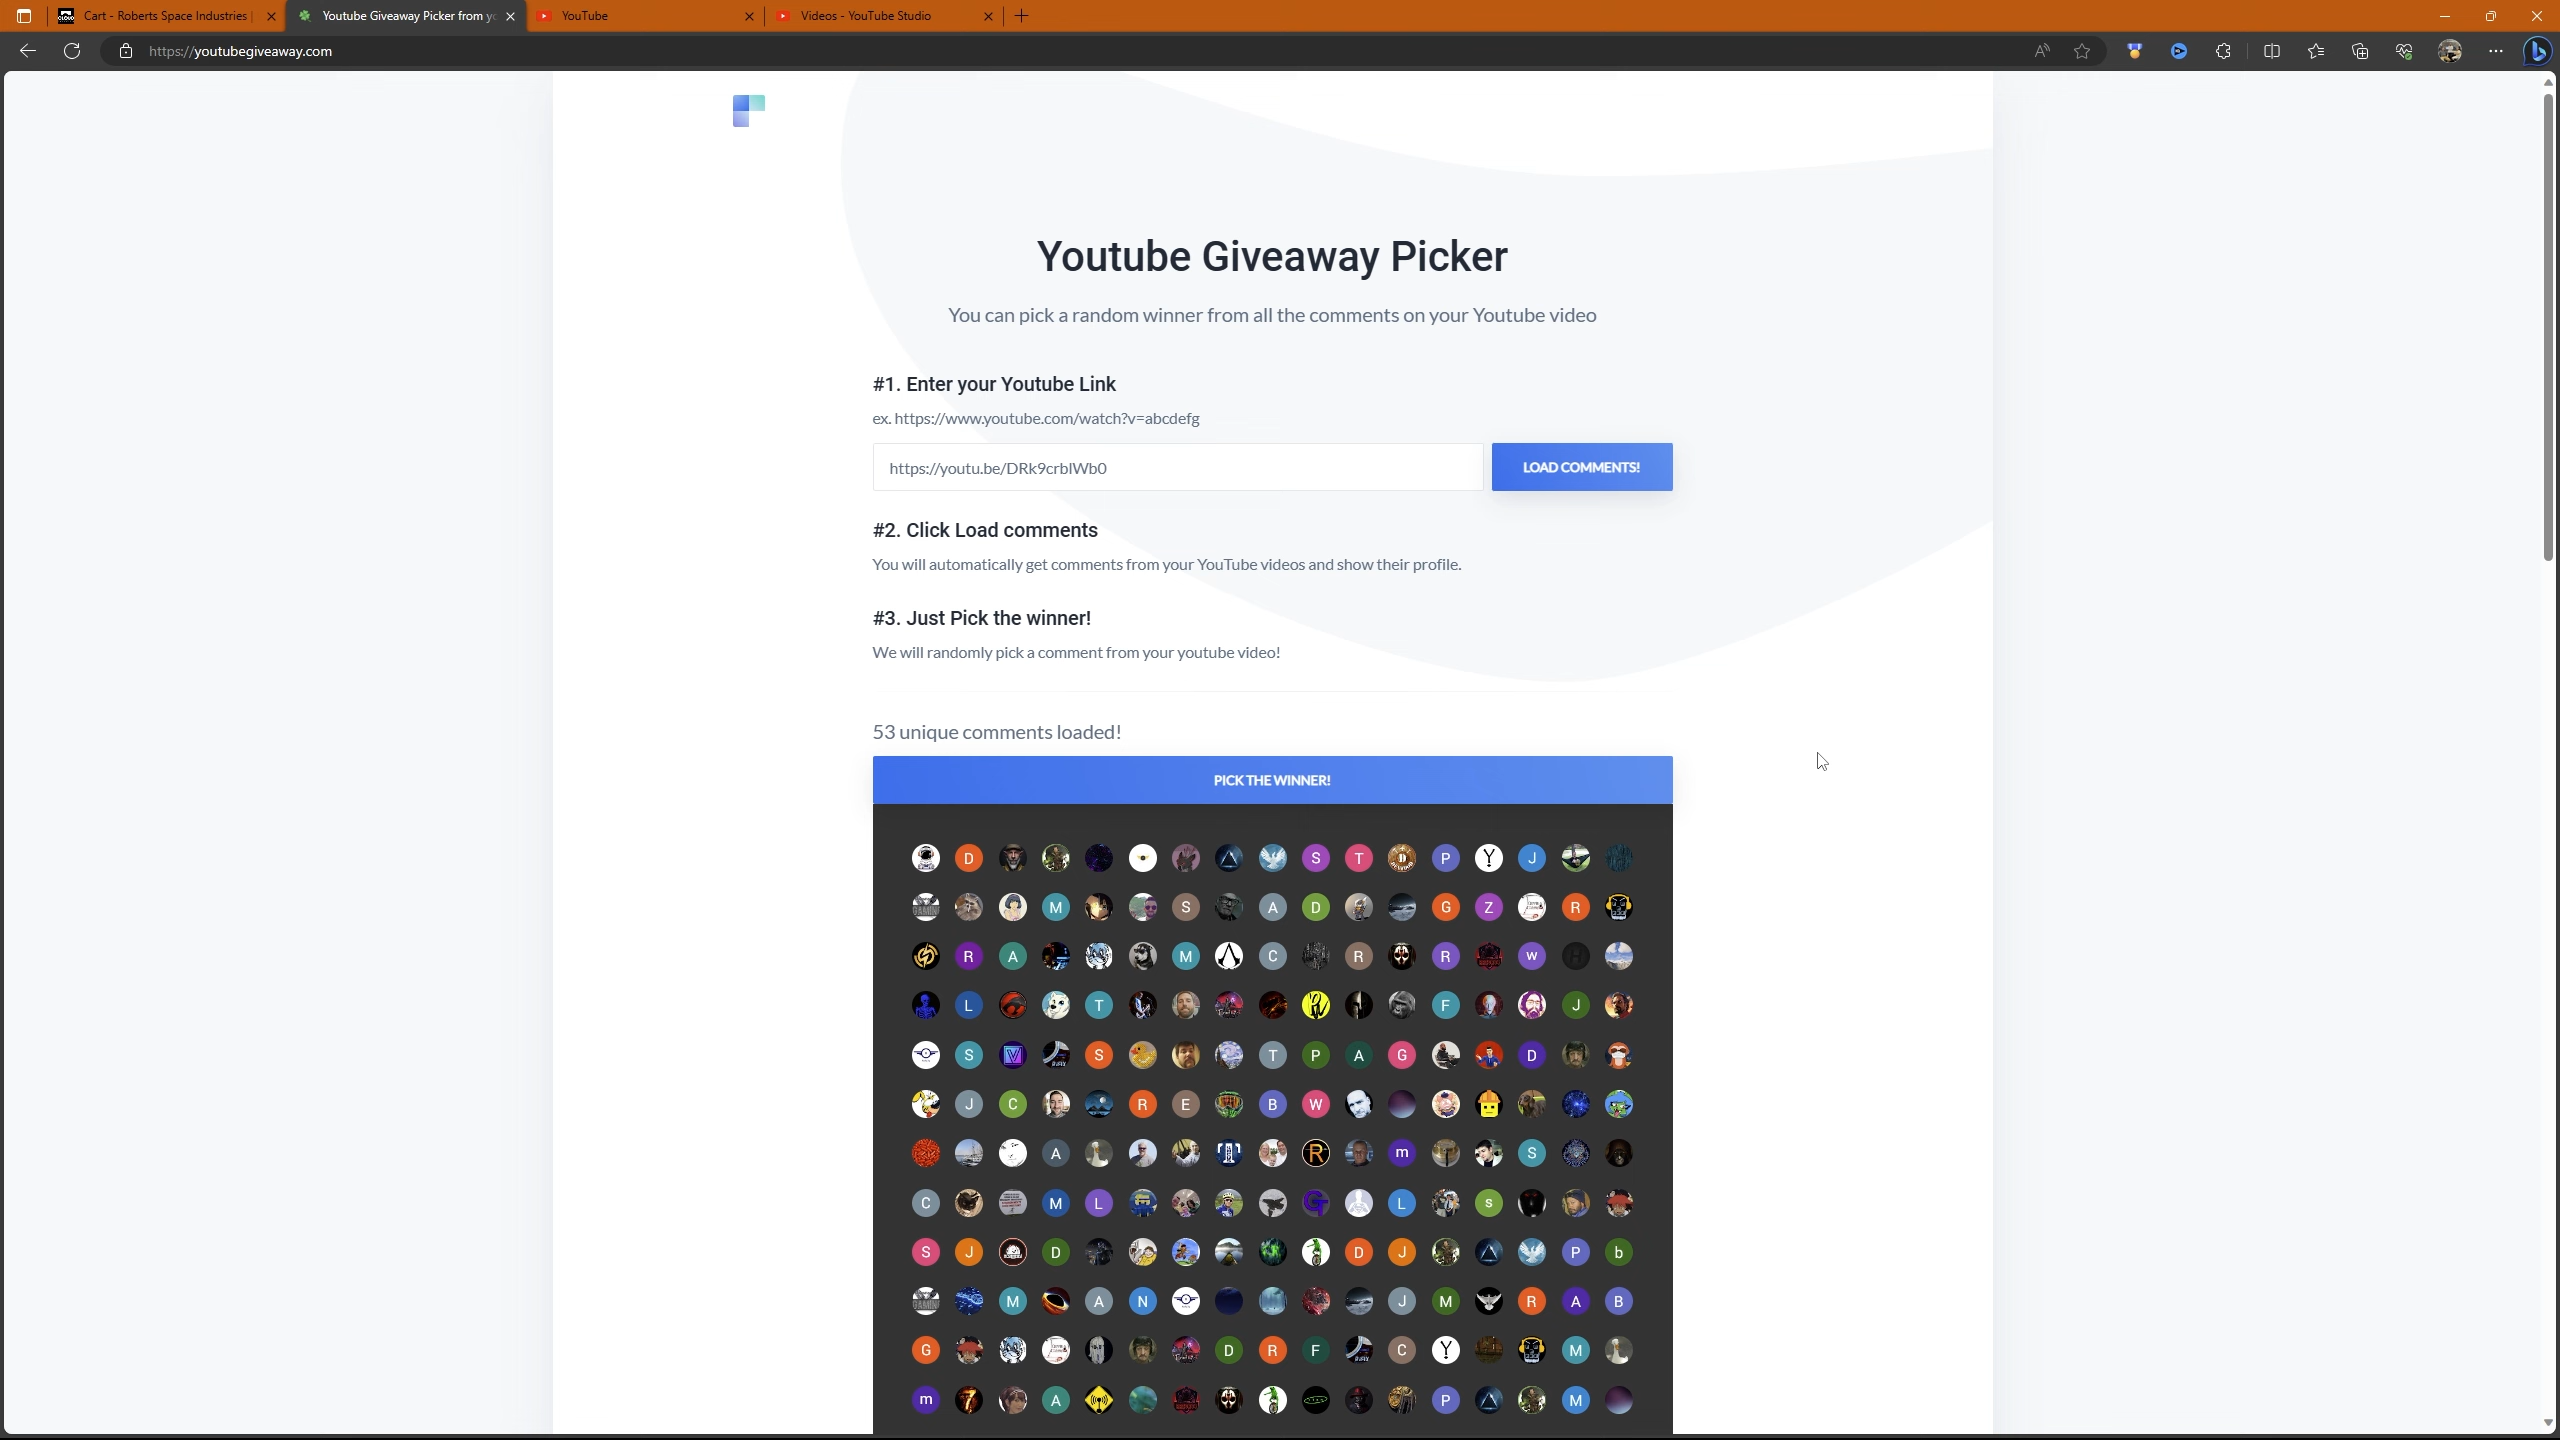 Cart - Roberts Space Industries
Youtube Giveaway Picker from yo
YouTube
Videos - YouTube Studio
https://youtubegiveaway.com
Youtube Giveaway Picker
You can pick a random winner from all the comments on your Youtube video
#1. Enter your Youtube Link
ex. https://www.youtube.com/watch?v=abcdefg
https://youtu.be/DRk9crblWb0
LOAD COMMENTS!
#2. Click Load comments
You will automatically get comments from your YouTube videos and show their profile.
#3. Just Pick the winner!
We will randomly pick a comment from your youtube video!
53 unique comments loaded!
PICK THE WINNER!
D S T D P Y J
GAMING M S A D G Z R
R A M C R R w H
L T F J
S V S T P A G D
J C R E B W
A T R m S
C M L G L s
S J D D J P b
GAMING M A N J M R A B
G D R F C Y M
m 7 A P M